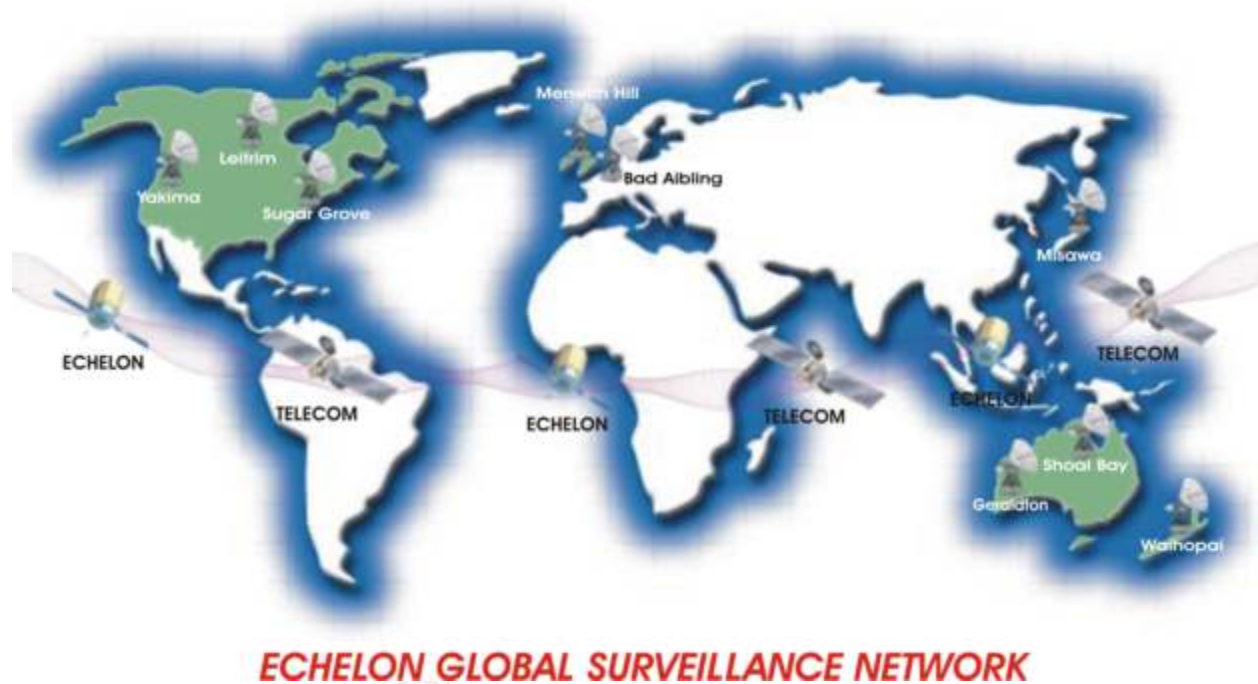 Menwith Hill
Leitrim
Yakima
Sugar Grove
Bad Aibling
Misawa
ECHELON
TELECOM
ECHELON
TELECOM
ECHELON
TELECOM
Shoal Bay
Geraldton
Waihopai
ECHELON GLOBAL SURVEILLANCE NETWORK